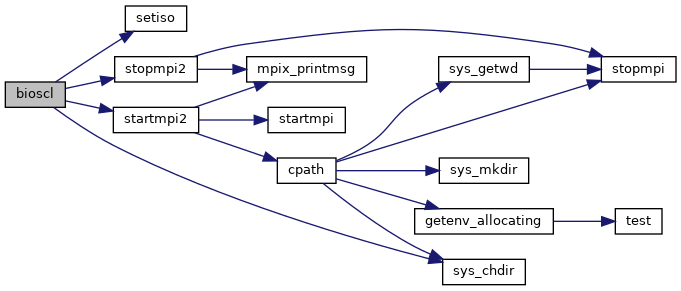 setiso
stopmpi2
mpix_printmsg
sys_getwd
stopmpi
bioscl
startmpi2
startmpi
cpath
sys_mkdir
getenv_allocating
test
sys_chdir